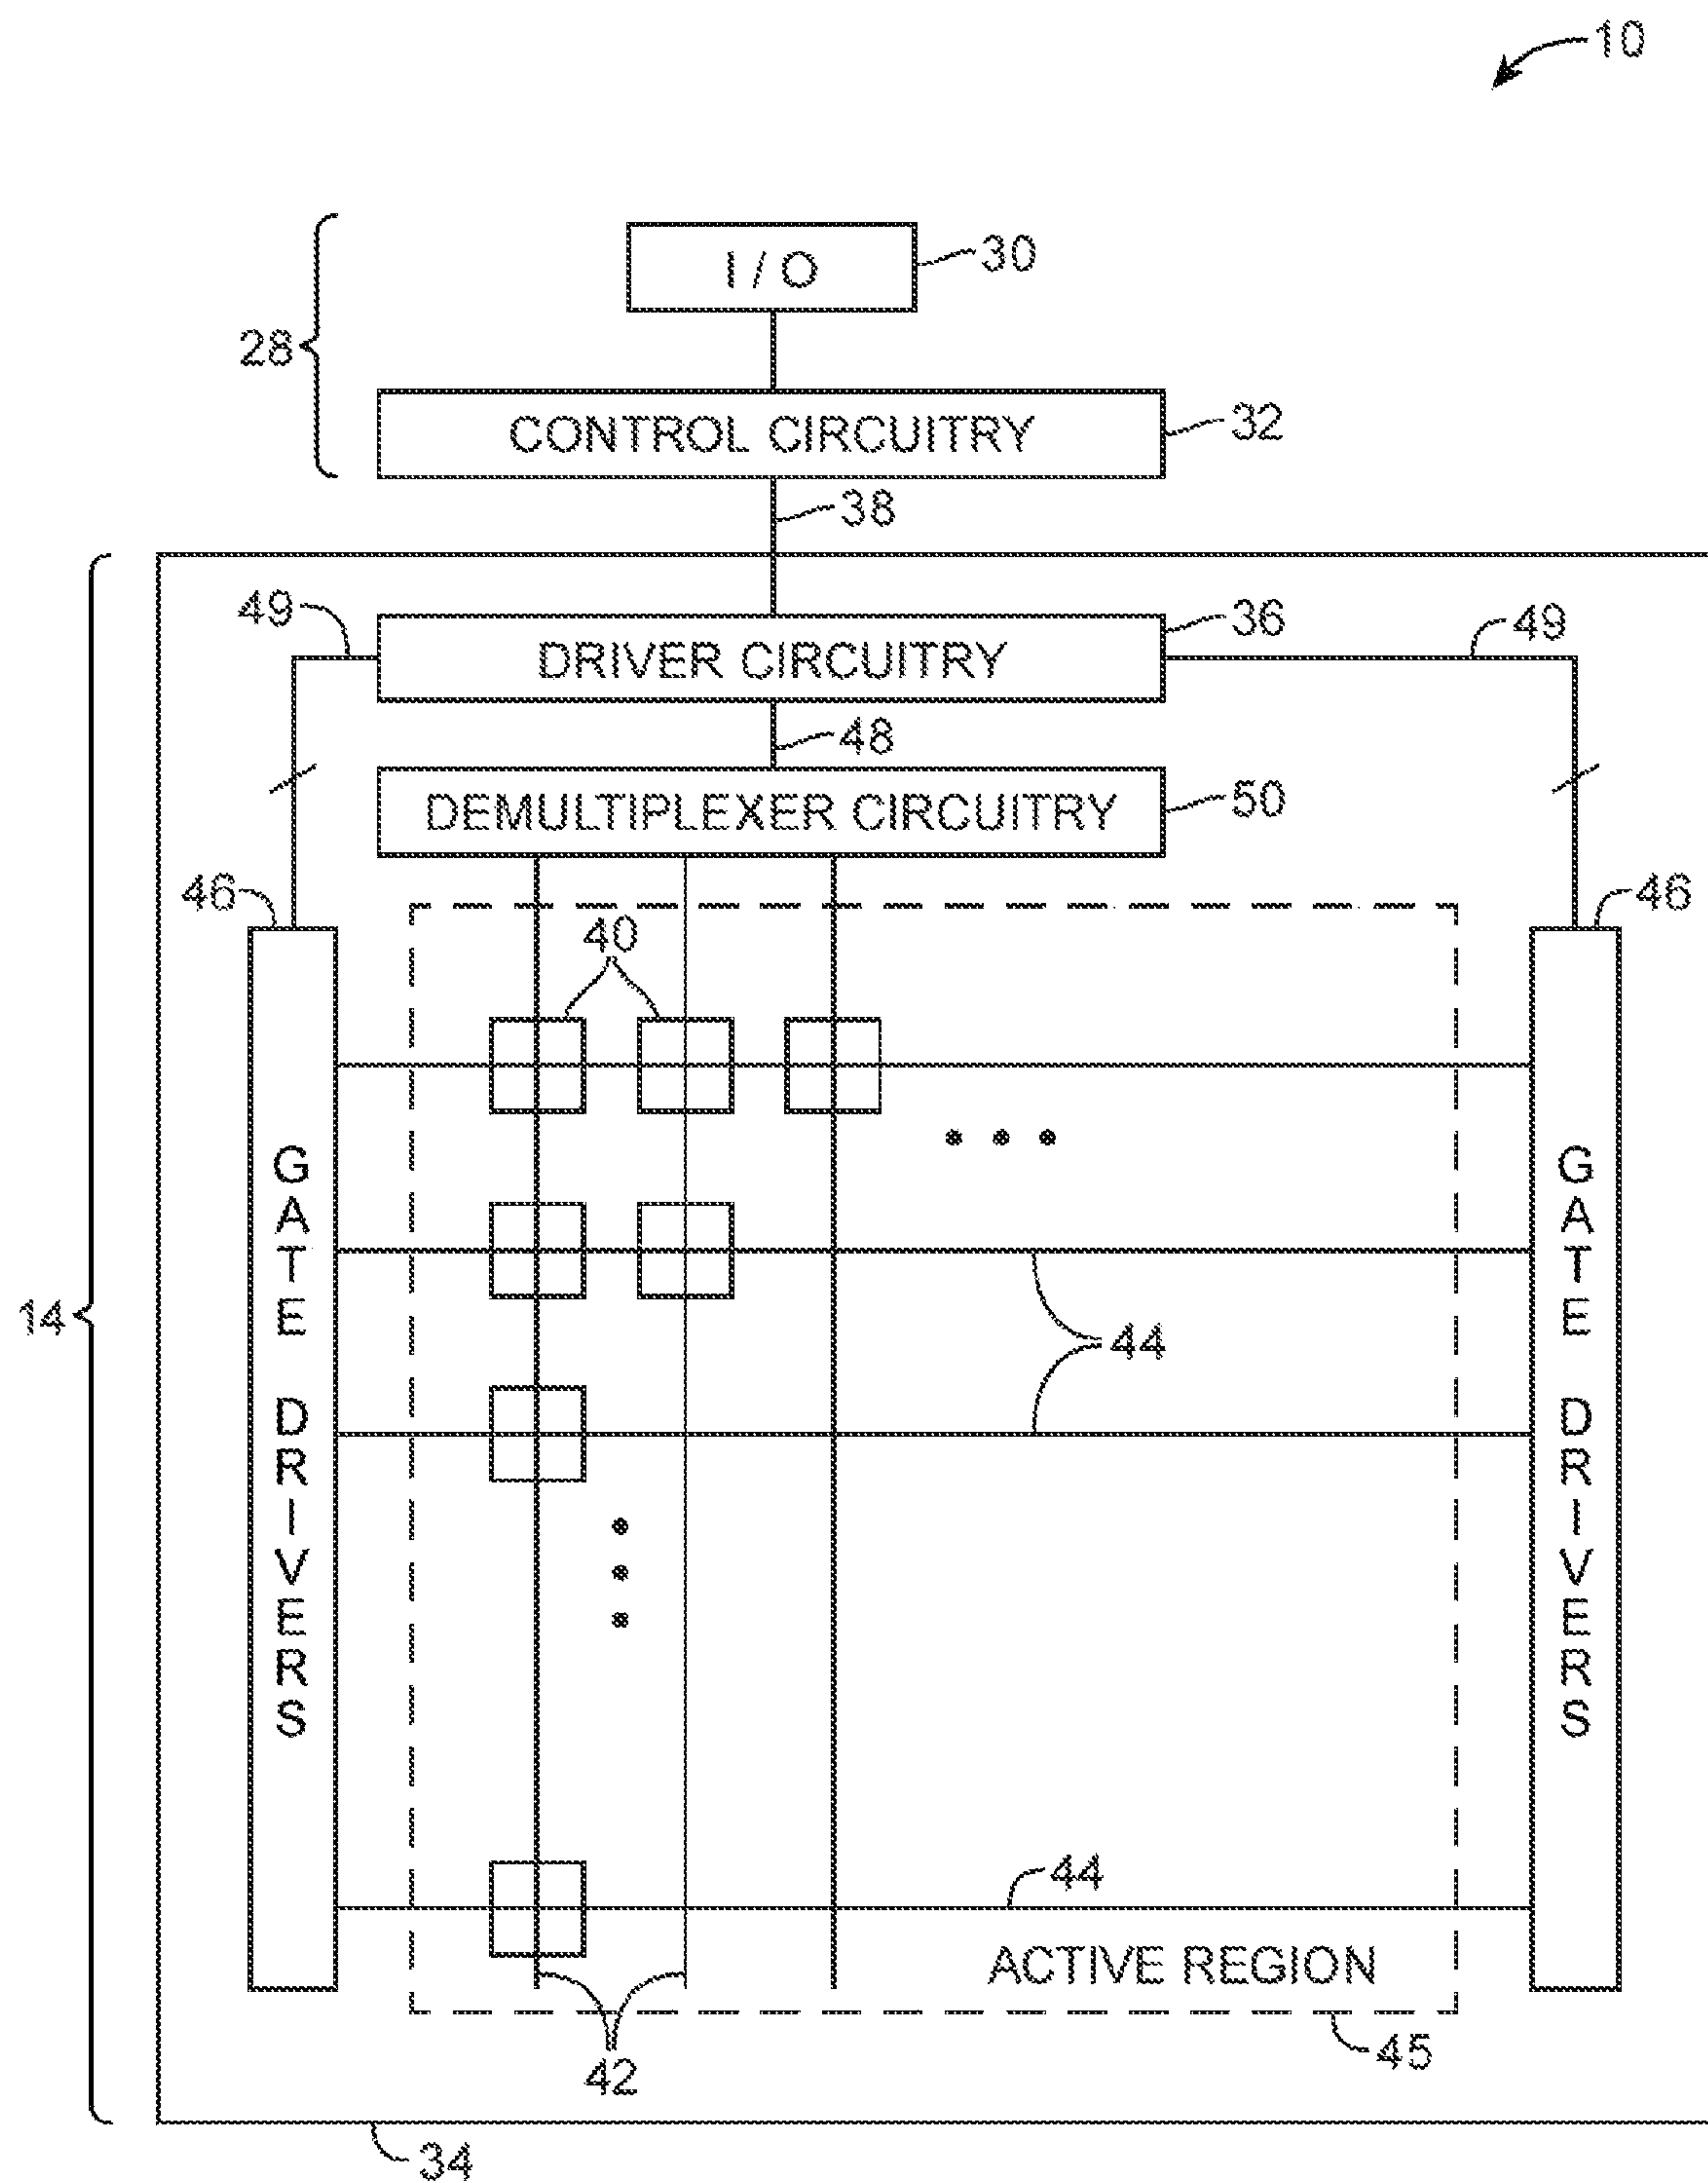 10
I / O
30
28
CONTROL CIRCUITRY
32
38
49
DRIVER CIRCUITRY
36
49
48
DEMULTIPLEXER CIRCUITRY
50
46
46
40
GATE DRIVERS
GATE DRIVERS
14
44
44
ACTIVE REGION
42
45
34